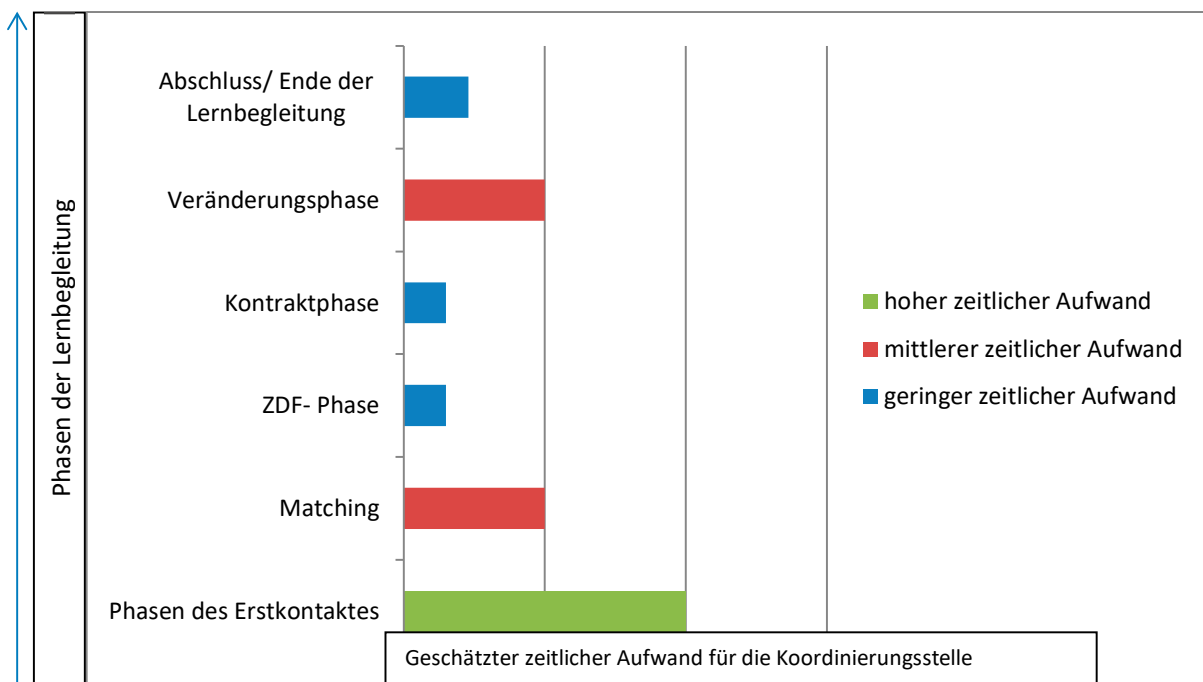 Phasen der Lernbegleitung
Abschluss/ Ende der
Lernbegleitung
Veränderungsphase
Kontraktphase
ZDF- Phase
Matching
Phasen des Erstkontaktes
hoher zeitlicher Aufwand
mittlerer zeitlicher Aufwand
geringer zeitlicher Aufwand
Geschätzter zeitlicher Aufwand für die Koordinierungsstelle